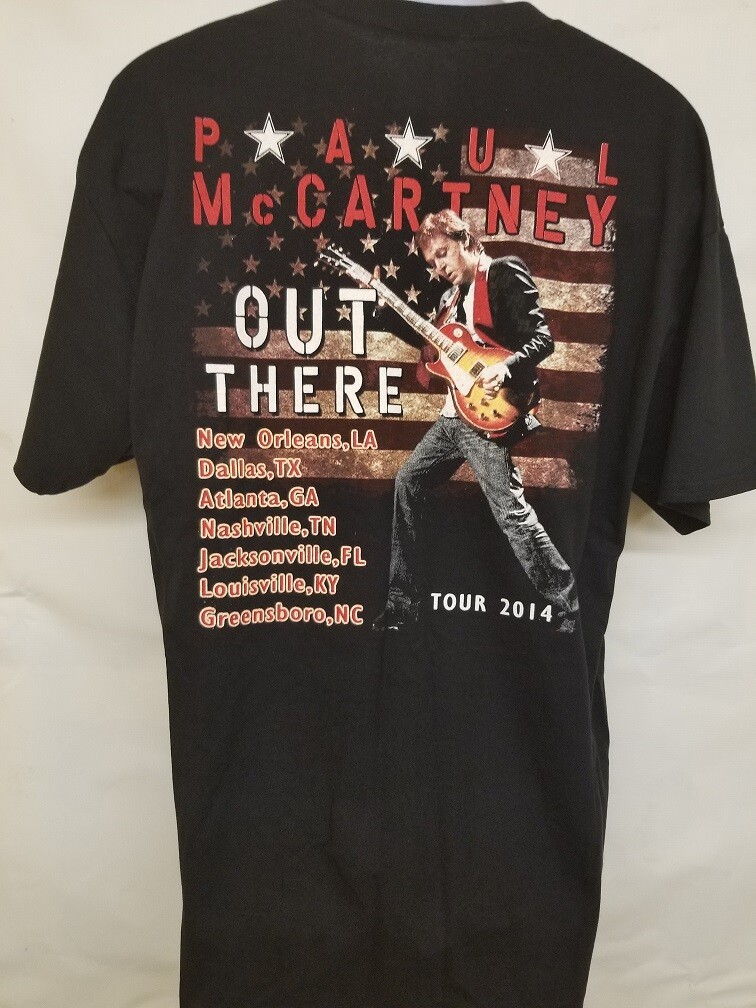 PAUL
McCARTNEY
OUT
THERE
New Orleans,LA
Dallas,TX
Atlanta,GA
Nashville,TN
Jacksonville,FL
Louisville,KY
Greensboro,NC
TOUR 2014